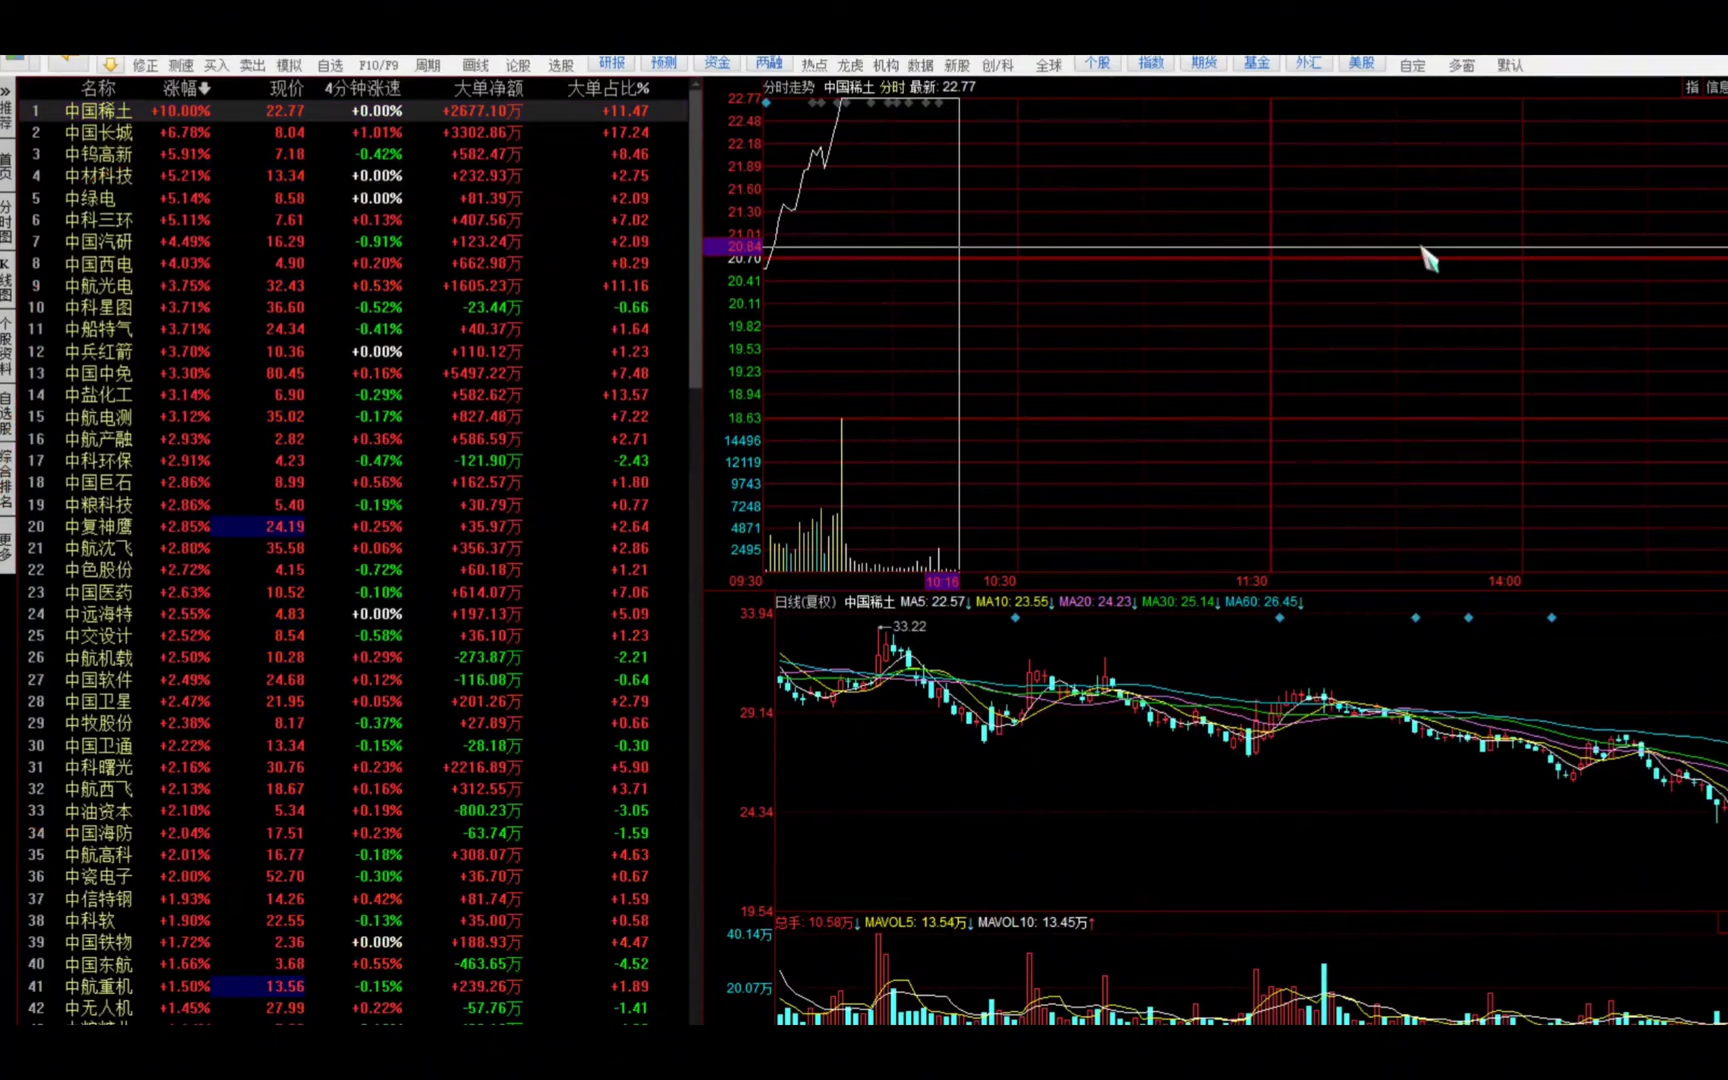 修正 测速 买入 卖出 模拟 自选 F10/F9 周期 画线 论股 选股 研报 预测 资金 两融 热点 龙虎 机构 数据 新股 创/科 全球 个股 指数 期货 基金 外汇 美股 自定 多窗 默认
»
推荐
首页
分时图
K线图
个股资料
自选股
综合排名
更多
名称 涨幅 现价 4分钟涨速 大单净额 大单占比%
1 中国稀土 +10.00% 22.77 +0.00% +2677.10万 +11.47
2 中国长城 +6.78% 8.04 +1.01% +3302.86万 +17.24
3 中钨高新 +5.91% 7.18 -0.42% +582.47万 +8.46
4 中材科技 +5.21% 13.34 +0.00% +232.93万 +2.75
5 中绿电 +5.14% 8.58 +0.00% +81.39万 +2.09
6 中科三环 +5.11% 7.61 +0.13% +407.56万 +7.02
7 中国汽研 +4.49% 16.29 -0.91% +123.24万 +2.09
8 中国西电 +4.03% 4.90 +0.20% +662.98万 +8.29
9 中航光电 +3.75% 32.43 +0.53% +1605.23万 +11.16
10 中科星图 +3.71% 36.60 -0.52% -23.44万 -0.66
11 中船特气 +3.71% 24.34 -0.41% +40.37万 +1.64
12 中兵红箭 +3.70% 10.36 +0.00% +110.12万 +1.23
13 中国中免 +3.30% 80.45 +0.16% +5497.22万 +7.48
14 中盐化工 +3.14% 6.90 -0.29% +582.62万 +13.57
15 中航电测 +3.12% 35.02 -0.17% +827.48万 +7.22
16 中航产融 +2.93% 2.82 +0.36% +586.59万 +2.71
17 中科环保 +2.91% 4.23 -0.47% -121.90万 -2.43
18 中国巨石 +2.86% 8.99 +0.56% +162.57万 +1.80
19 中粮科技 +2.86% 5.40 -0.19% +30.79万 +0.77
20 中复神鹰 +2.85% 24.19 +0.25% +35.97万 +2.64
21 中航沈飞 +2.80% 35.58 +0.06% +356.37万 +2.86
22 中色股份 +2.72% 4.15 -0.72% +60.18万 +1.21
23 中国医药 +2.63% 10.52 -0.10% +614.07万 +7.06
24 中远海特 +2.55% 4.83 +0.00% +197.13万 +5.09
25 中交设计 +2.52% 8.54 -0.58% +36.10万 +1.23
26 中航机载 +2.50% 10.28 +0.29% -273.87万 -2.21
27 中国软件 +2.49% 24.68 +0.12% -116.08万 -0.64
28 中国卫星 +2.47% 21.95 +0.05% +201.26万 +2.79
29 中牧股份 +2.38% 8.17 -0.37% +27.89万 +0.66
30 中国卫通 +2.22% 13.34 -0.15% -28.18万 -0.30
31 中科曙光 +2.16% 30.76 +0.23% +2216.89万 +5.90
32 中航西飞 +2.13% 18.67 +0.16% +312.55万 +3.71
33 中油资本 +2.10% 5.34 +0.19% -800.23万 -3.05
34 中国海防 +2.04% 17.51 +0.23% -63.74万 -1.59
35 中航高科 +2.01% 16.77 -0.18% +308.07万 +4.63
36 中瓷电子 +2.00% 52.70 -0.30% +36.70万 +0.67
37 中信特钢 +1.93% 14.26 +0.42% +81.74万 +1.59
38 中科软 +1.90% 22.55 -0.13% +35.00万 +0.58
39 中国铁物 +1.72% 2.36 +0.00% +188.93万 +4.47
40 中国东航 +1.66% 3.68 +0.55% -463.65万 -4.52
41 中航重机 +1.50% 13.56 -0.15% +239.26万 +1.89
42 中无人机 +1.45% 27.99 +0.22% -57.76万 -1.41
分时走势 中国稀土 分时 最新: 22.77 指 信息
22.77
22.48
22.18
21.89
21.60
21.30
21.01
20.84
20.70
20.41
20.11
19.82
19.53
19.23
18.94
18.63
14496
12119
9743
7248
4871
2495
09:30 10:16 10:30 11:30 14:00
日线(复权) 中国稀土 MA5: 22.57↓ MA10: 23.55↓ MA20: 24.23↓ MA30: 25.14↓ MA60: 26.45↓
33.94
←33.22
29.14
24.34
19.54
总手: 10.58万↓ MAVOL5: 13.54万↓ MAVOL10: 13.45万↑
40.14万
20.07万